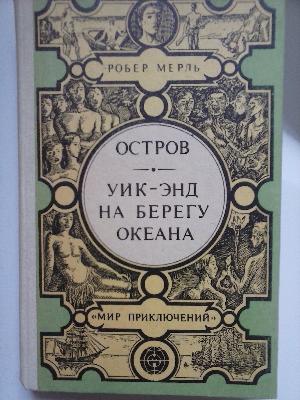 РОБЕР МЕРЛЬ
ОСТРОВ
УИК-ЭНД
НА БЕРЕГУ
ОКЕАНА
«МИР ПРИКЛЮЧЕНИЙ»